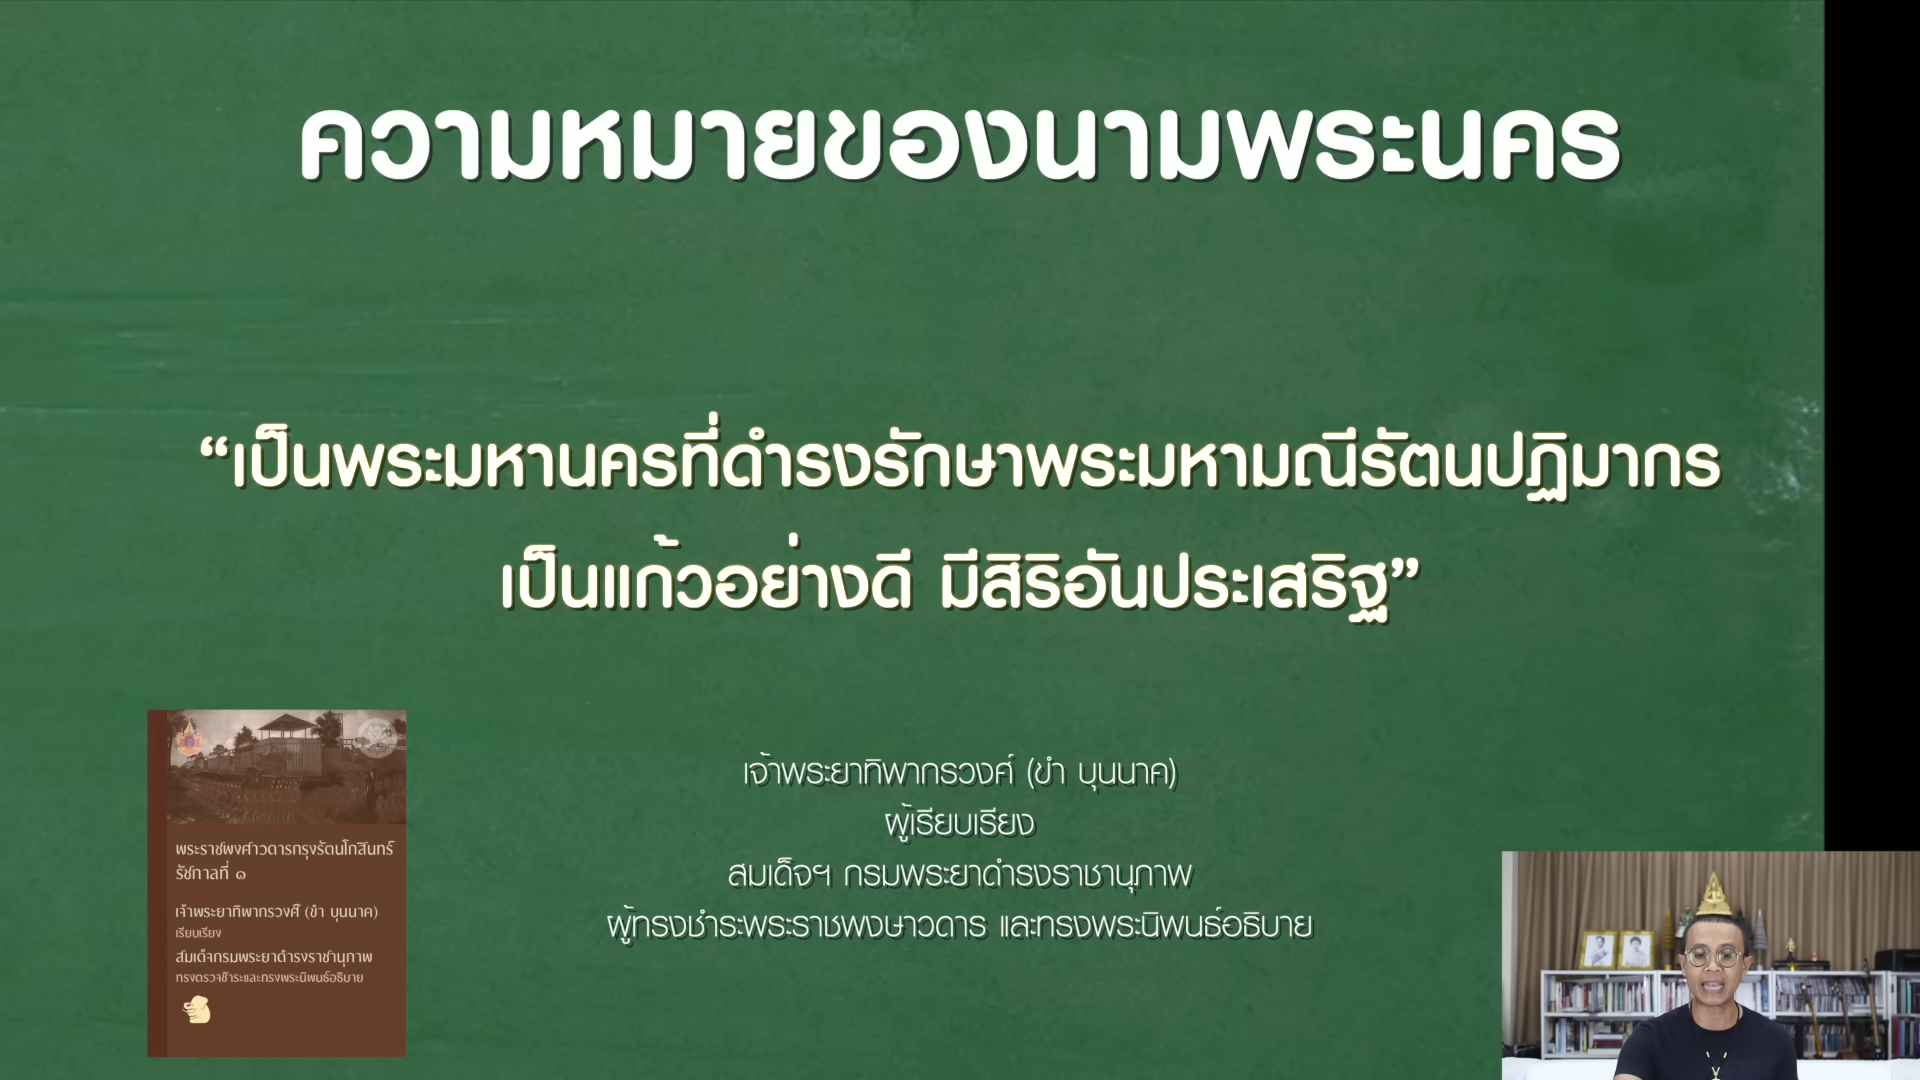 ความหมายของนามพระนคร
“เป็นพระมหานครที่ดำรงรักษาพระมหามณีรัตนปฏิมากร
เป็นแก้วอย่างดี มีสิริอันประเสริฐ”
เจ้าพระยาทิพากรวงศ์ (ขำ บุนนาค)
ผู้เรียบเรียง
สมเด็จฯ กรมพระยาดำรงราชานุภาพ
ผู้ทรงชำระพระราชพงษาวดาร และทรงพระนิพนธ์อธิบาย
พระราชพงศาวดารกรุงรัตนโกสินทร์
รัชกาลที่ ๑
เจ้าพระยาทิพากรวงศ์ (ขำ บุนนาค)
เรียบเรียง
สมเด็จกรมพระยาดำรงราชานุภาพ
ทรงตรวจชำระและทรงพระนิพนธ์อธิบาย